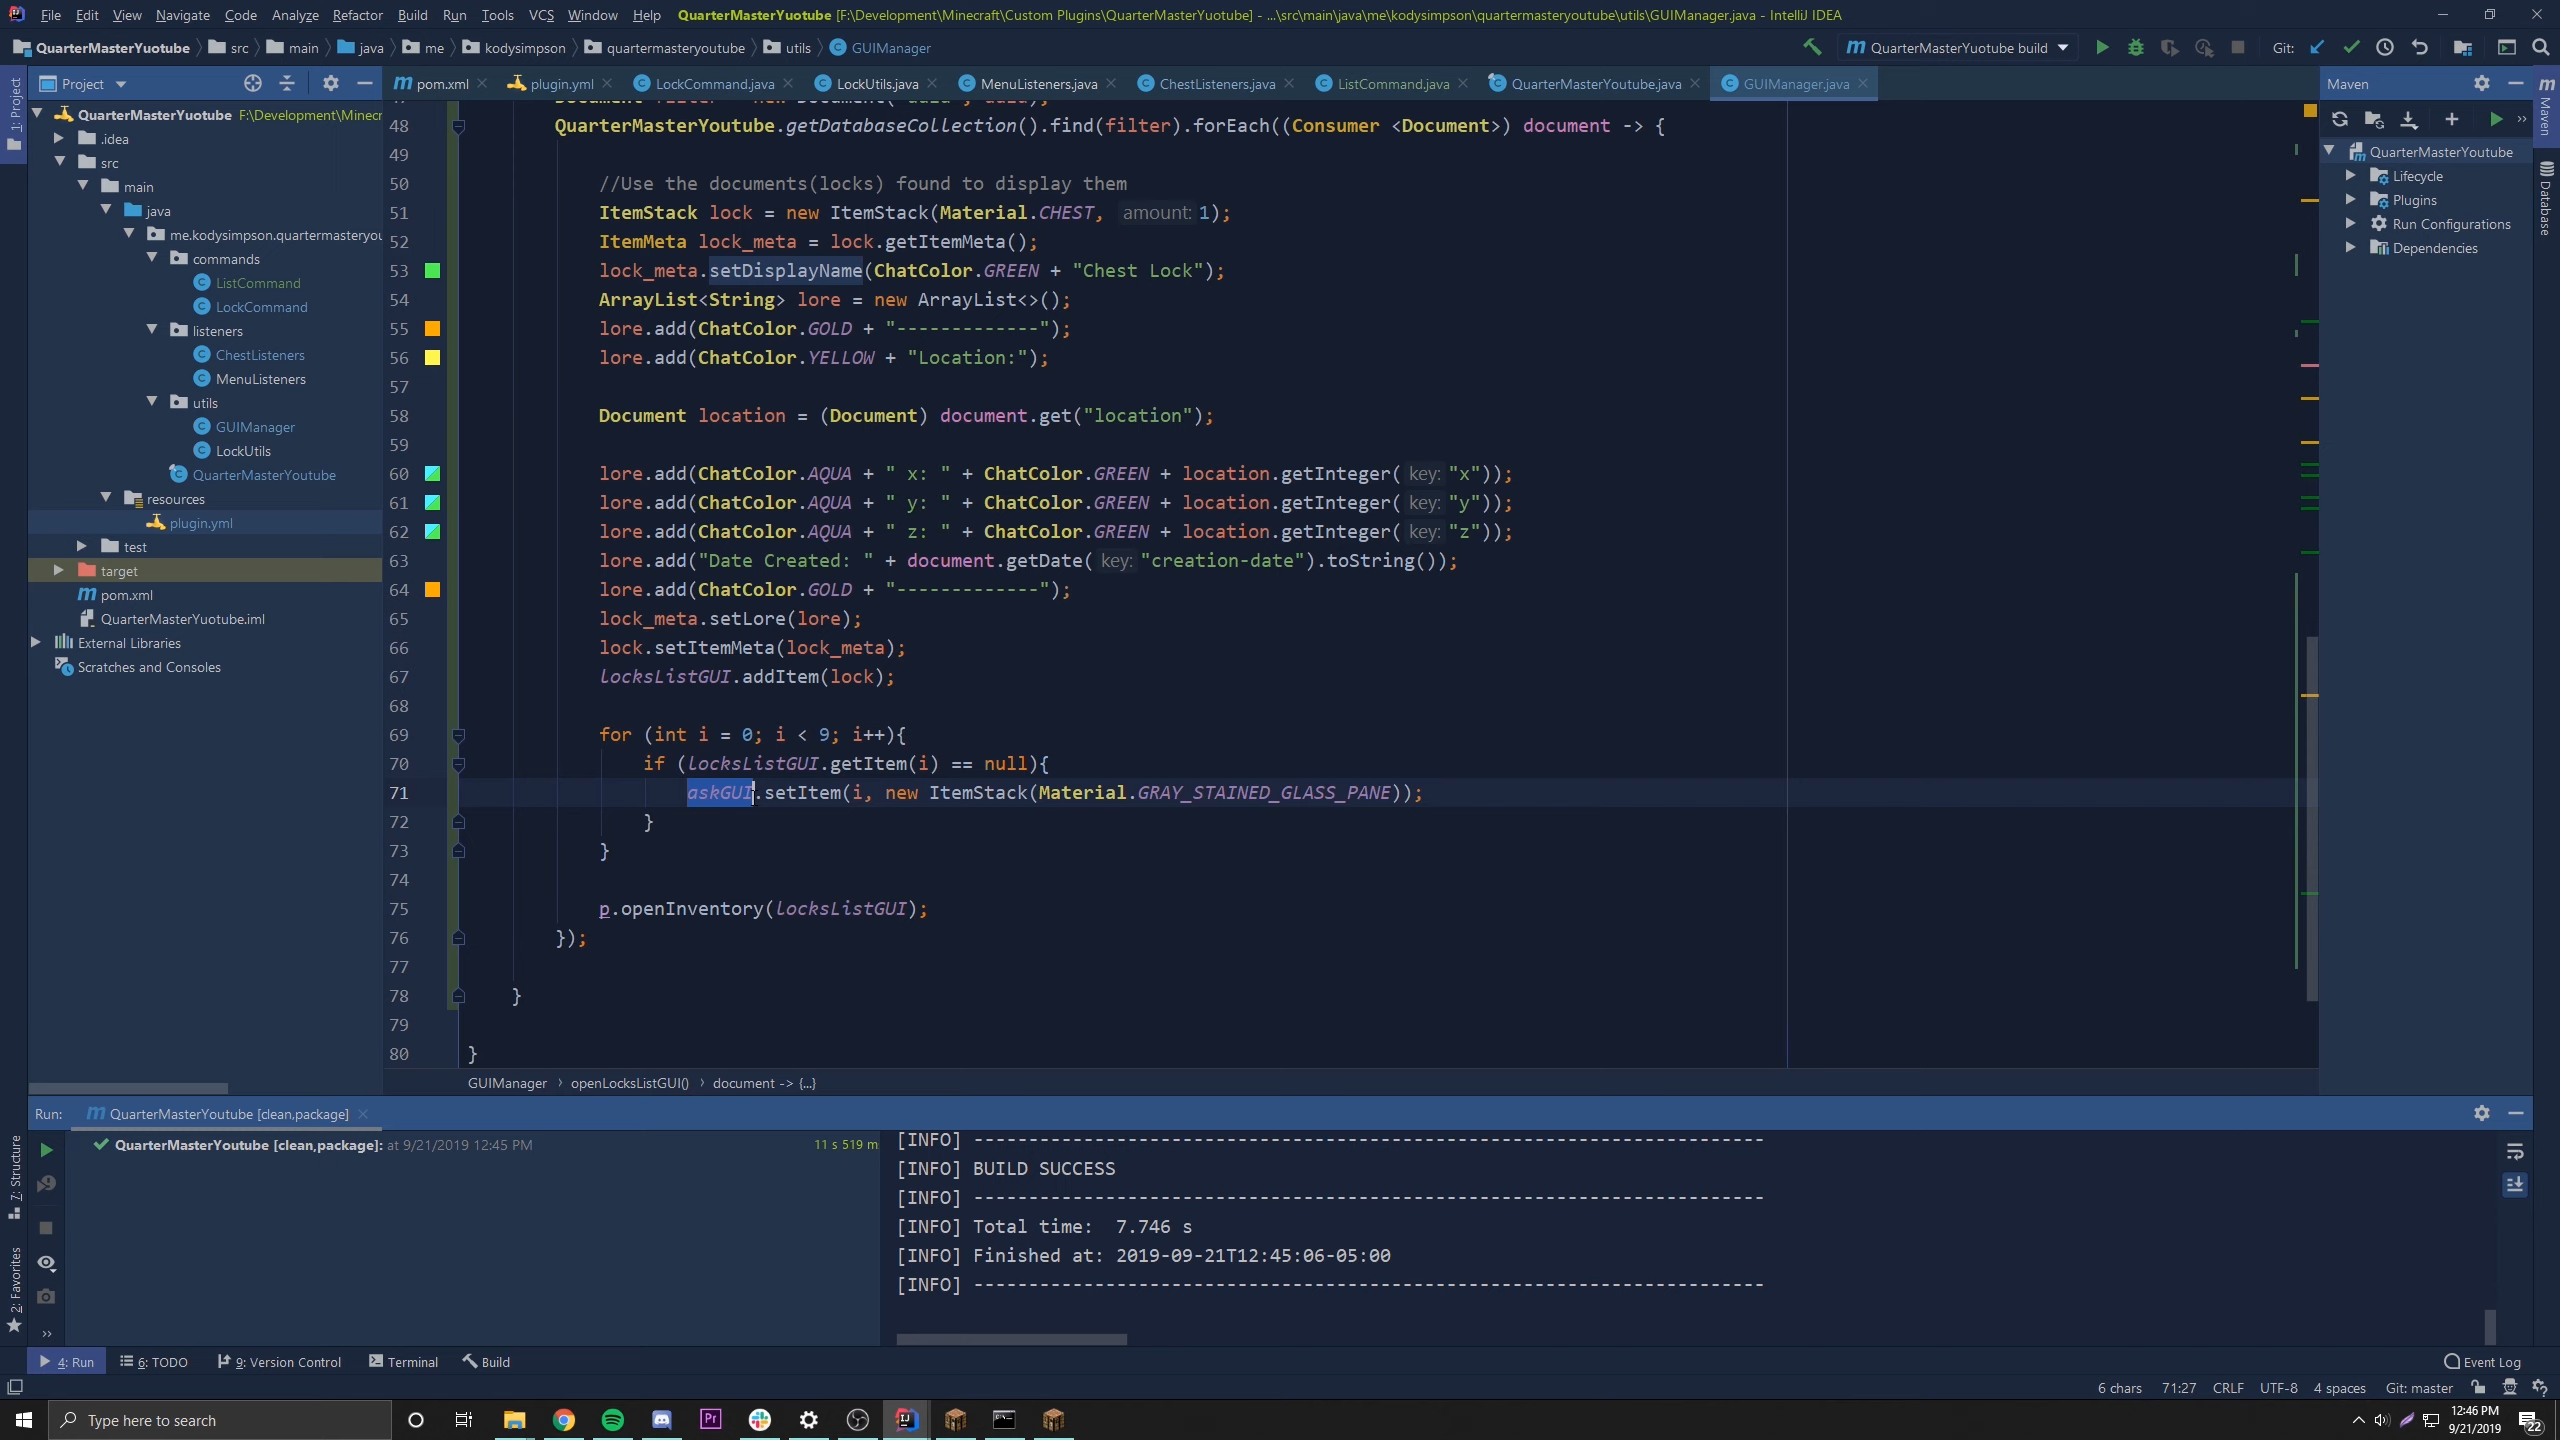 File Edit View Navigate Code Analyze Refactor Build Run Tools VCS Window Help QuarterMasterYuotube [F:\Development\Minecraft\Custom Plugins\QuarterMasterYuotube] - ...\src\main\java\me\kodysimpson\quartermasteryoutube\utils\GUIManager.java - IntelliJ IDEA
QuarterMasterYuotube src main java me kodysimpson quartermasteryoutube utils GUIManager QuarterMasterYuotube build Git:
Project pom.xml plugin.yml LockCommand.java LockUtils.java MenuListeners.java ChestListeners.java ListCommand.java QuarterMasterYoutube.java GUIManager.java Maven
1: Project
QuarterMasterYuotube F:\Development\Minecr
.idea
src
main
java
me.kodysimpson.quartermasteryou
commands
ListCommand
LockCommand
listeners
ChestListeners
MenuListeners
utils
GUIManager
LockUtils
QuarterMasterYoutube
resources
plugin.yml
test
target
pom.xml
QuarterMasterYuotube.iml
External Libraries
Scratches and Consoles
48 QuarterMasterYoutube.getDatabaseCollection().find(filter).forEach((Consumer <Document>) document -> {
49
50 //Use the documents(locks) found to display them
51 ItemStack lock = new ItemStack(Material.CHEST, amount: 1);
52 ItemMeta lock_meta = lock.getItemMeta();
53 lock_meta.setDisplayName(ChatColor.GREEN + "Chest Lock");
54 ArrayList<String> lore = new ArrayList<>();
55 lore.add(ChatColor.GOLD + "-------------");
56 lore.add(ChatColor.YELLOW + "Location:");
57
58 Document location = (Document) document.get("location");
59
60 lore.add(ChatColor.AQUA + " x: " + ChatColor.GREEN + location.getInteger( key: "x"));
61 lore.add(ChatColor.AQUA + " y: " + ChatColor.GREEN + location.getInteger( key: "y"));
62 lore.add(ChatColor.AQUA + " z: " + ChatColor.GREEN + location.getInteger( key: "z"));
63 lore.add("Date Created: " + document.getDate( key: "creation-date").toString());
64 lore.add(ChatColor.GOLD + "-------------");
65 lock_meta.setLore(lore);
66 lock.setItemMeta(lock_meta);
67 locksListGUI.addItem(lock);
68
69 for (int i = 0; i < 9; i++){
70 if (locksListGUI.getItem(i) == null){
71 askGUI.setItem(i, new ItemStack(Material.GRAY_STAINED_GLASS_PANE));
72 }
73 }
74
75 p.openInventory(locksListGUI);
76 });
77
78 }
79
80 }
GUIManager openLocksListGUI() document -> {...}
QuarterMasterYoutube
Lifecycle
Plugins
Run Configurations
Dependencies
Maven
Database
Run: QuarterMasterYoutube [clean,package]
QuarterMasterYoutube [clean,package]: at 9/21/2019 12:45 PM 11 s 519 m
[INFO] ------------------------------------------------------------------------
[INFO] BUILD SUCCESS
[INFO] ------------------------------------------------------------------------
[INFO] Total time: 7.746 s
[INFO] Finished at: 2019-09-21T12:45:06-05:00
[INFO] ------------------------------------------------------------------------
7: Structure
2: Favorites
4: Run 6: TODO 9: Version Control Terminal Build Event Log
6 chars 71:27 CRLF UTF-8 4 spaces Git: master
Type here to search 12:46 PM
9/21/2019
22